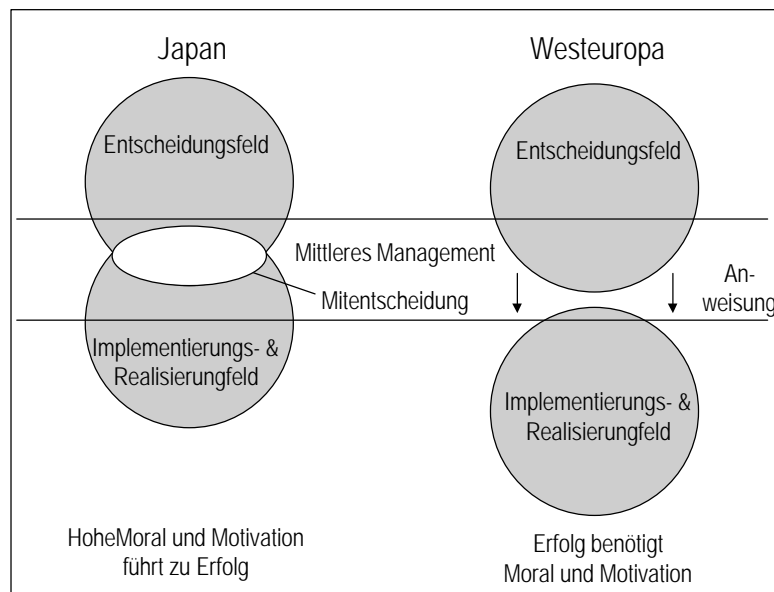 Japan
Westeuropa
Entscheidungsfeld
Entscheidungsfeld
Mittleres Management
Mitentscheidung
An-
weisung
Implementierungs- &
Realisierungfeld
Implementierungs- &
Realisierungfeld
HoheMoral und Motivation
führt zu Erfolg
Erfolg benötigt
Moral und Motivation